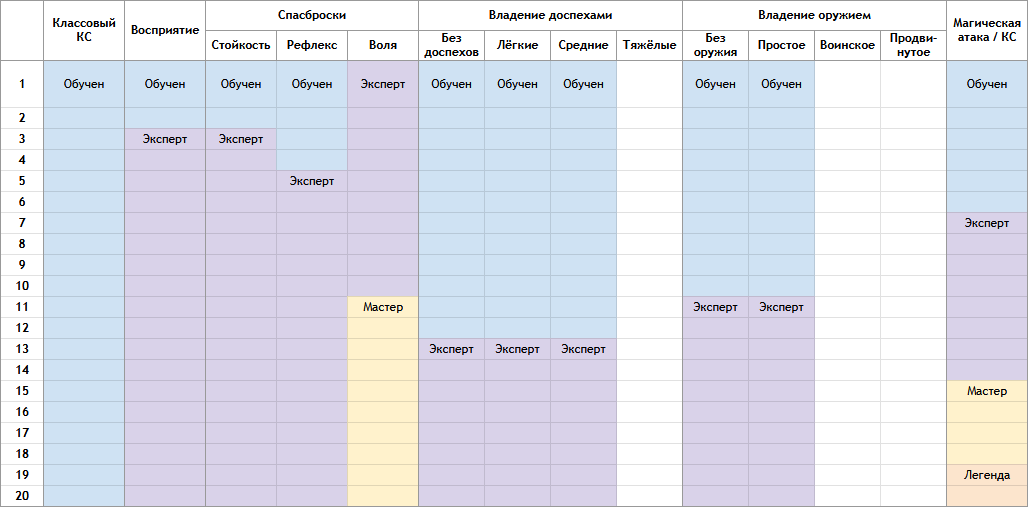 Классовый КС Восприятие Спасброски Владение доспехами Владение оружием Магическая атака / КС
Стойкость Рефлекс Воля Без доспехов Лёгкие Средние Тяжёлые Без оружия Простое Воинское Продви-нутое
1 Обучен Обучен Обучен Обучен Эксперт Обучен Обучен Обучен Обучен Обучен Обучен
2
3 Эксперт Эксперт
4
5 Эксперт
6
7 Эксперт
8
9
10
11 Мастер Эксперт Эксперт
12
13 Эксперт Эксперт Эксперт
14
15 Мастер
16
17
18
19 Легенда
20